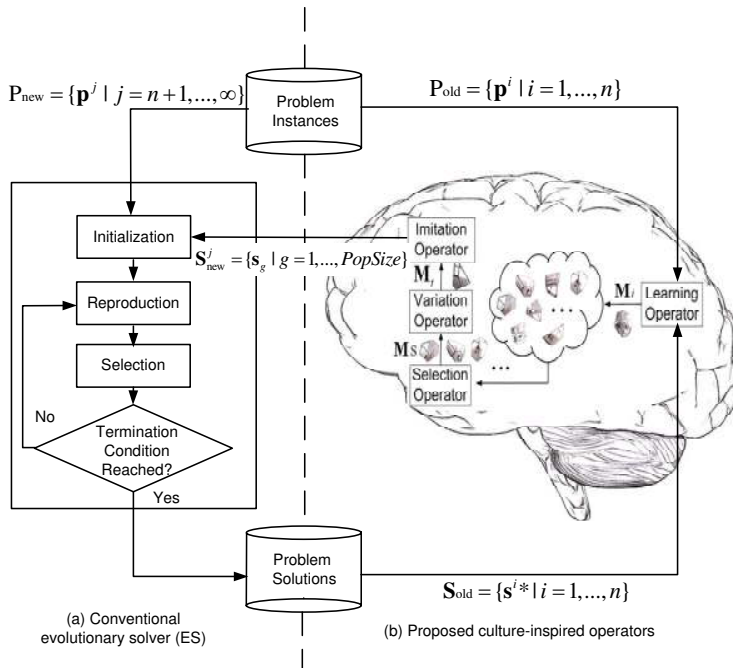 P_new = {p^j | j = n+1,...,∞}
Problem
Instances
P_old = {p^i | i = 1,...,n}
Initialization
S^j_new = {s_g | g = 1,...,PopSize}
Reproduction
Selection
No
Termination
Condition
Reached?
Yes
Imitation
Operator
M_t
Variation
Operator
M_S
Selection
Operator
...
...
M_i
Learning
Operator
Problem
Solutions
S_old = {s^i* | i = 1,...,n}
(a) Conventional
evolutionary solver (ES)
(b) Proposed culture-inspired operators